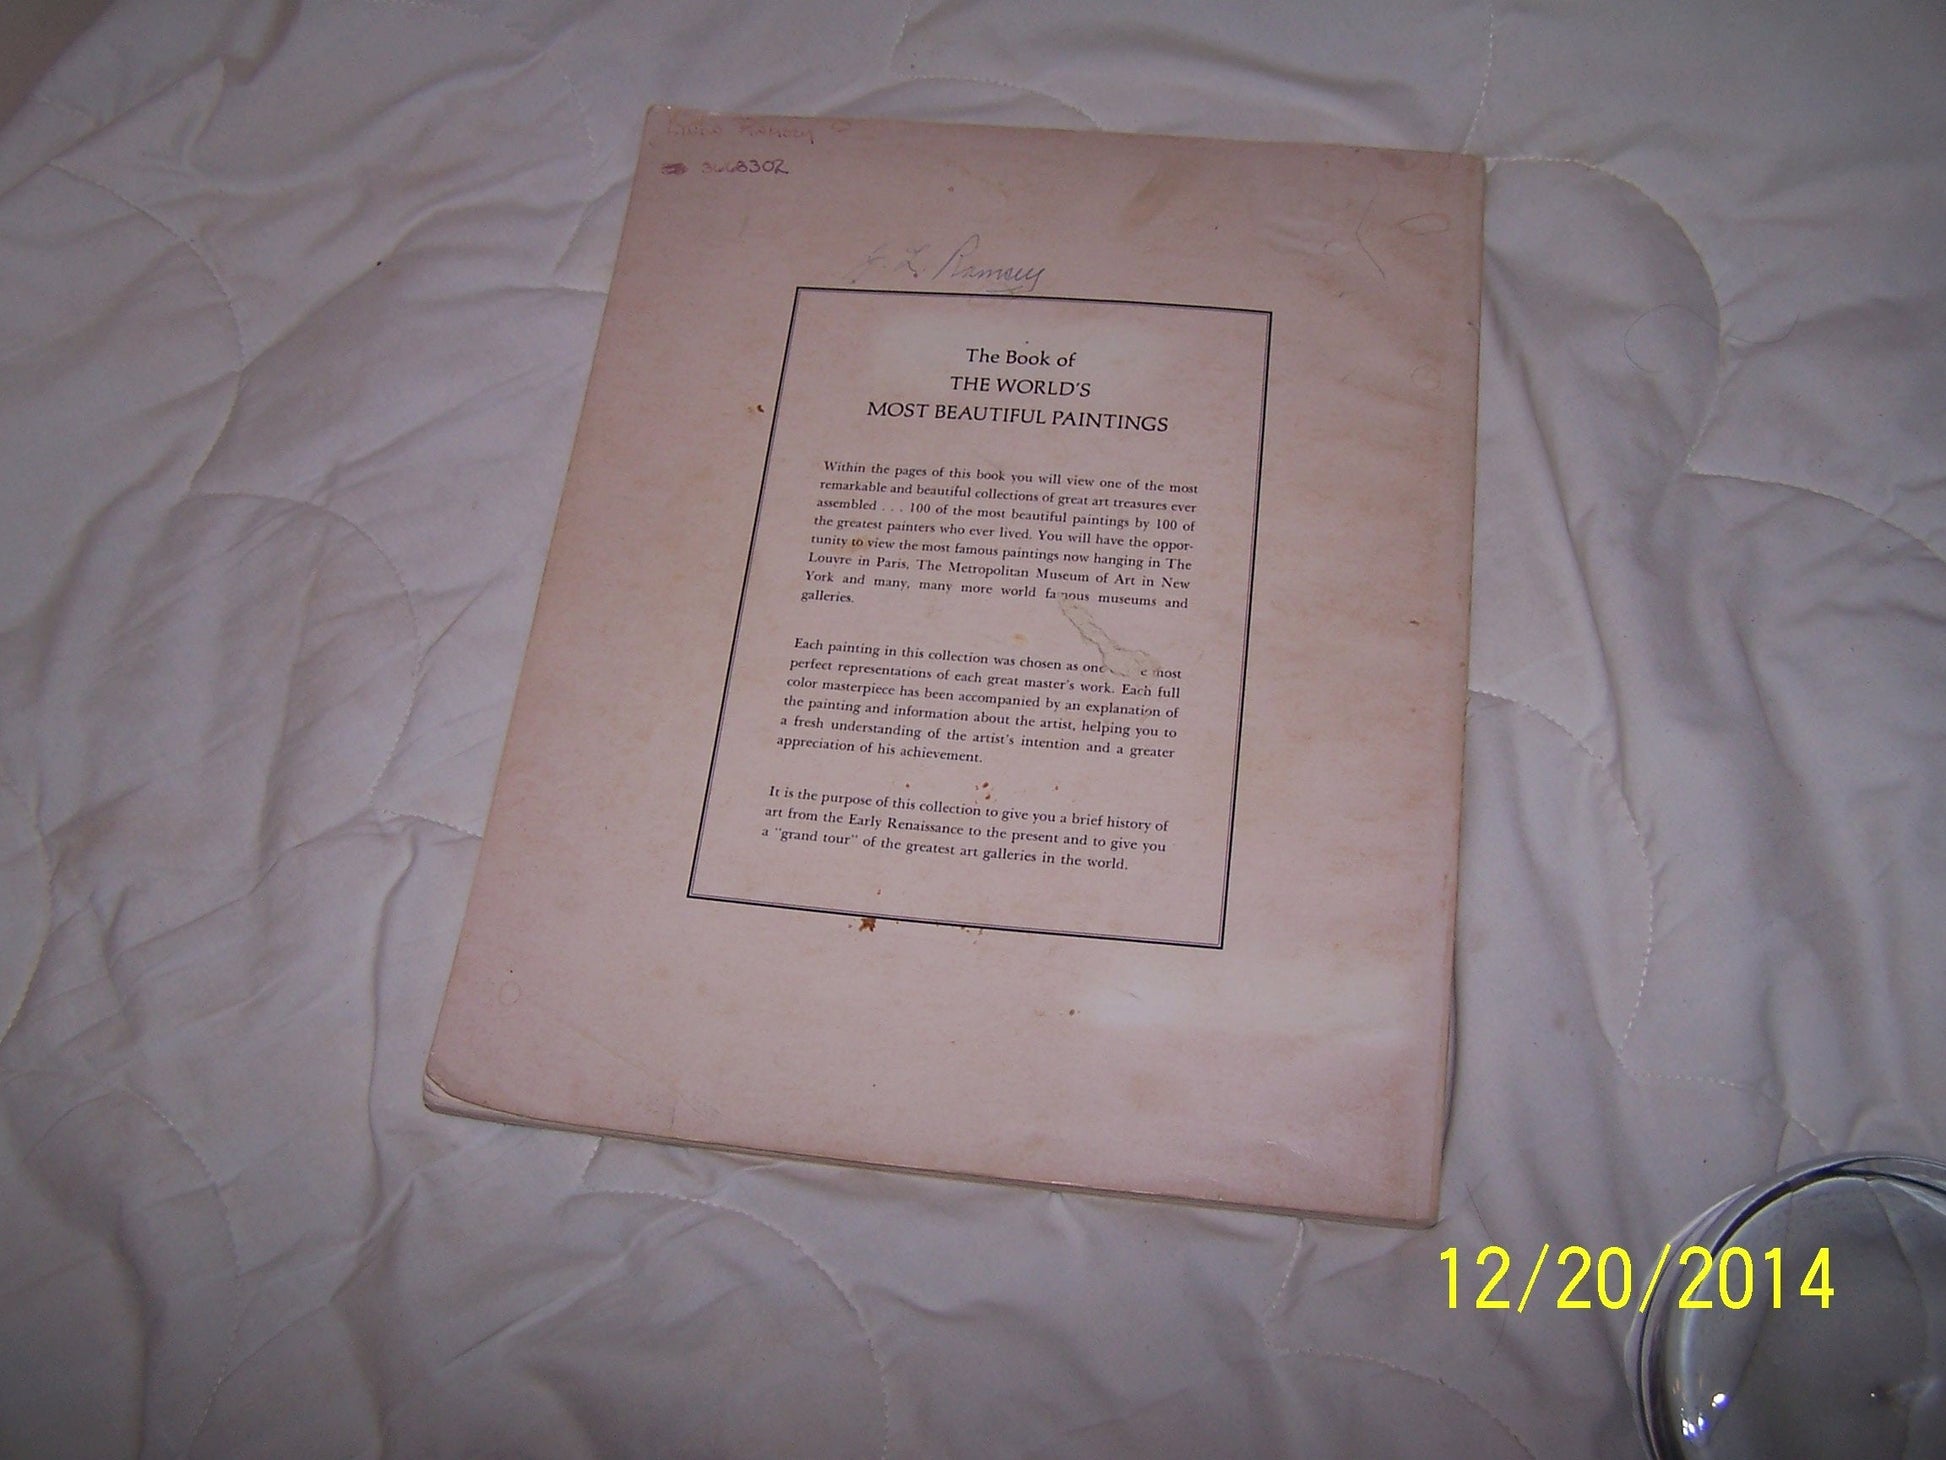 Ramsey
3668302
L. Ramsey
The Book of
THE WORLD'S
MOST BEAUTIFUL PAINTINGS
Within the pages of this book you will view one of the most
remarkable and beautiful collections of great art treasures ever
assembled . . . 100 of the most beautiful paintings by 100 of
the greatest painters who ever lived. You will have the oppor-
tunity to view the most famous paintings now hanging in The
Louvre in Paris, The Metropolitan Museum of Art in New
York and many, many more world famous museums and
galleries.
Each painting in this collection was chosen as one most
perfect representations of each great master's work. Each full
color masterpiece has been accompanied by an explanation of
the painting and information about the artist, helping you to
a fresh understanding of the artist's intention and a greater
appreciation of his achievement.
It is the purpose of this collection to give you a brief history of
art from the Early Renaissance to the present and to give you
a "grand tour" of the greatest art galleries in the world.
12/20/2014